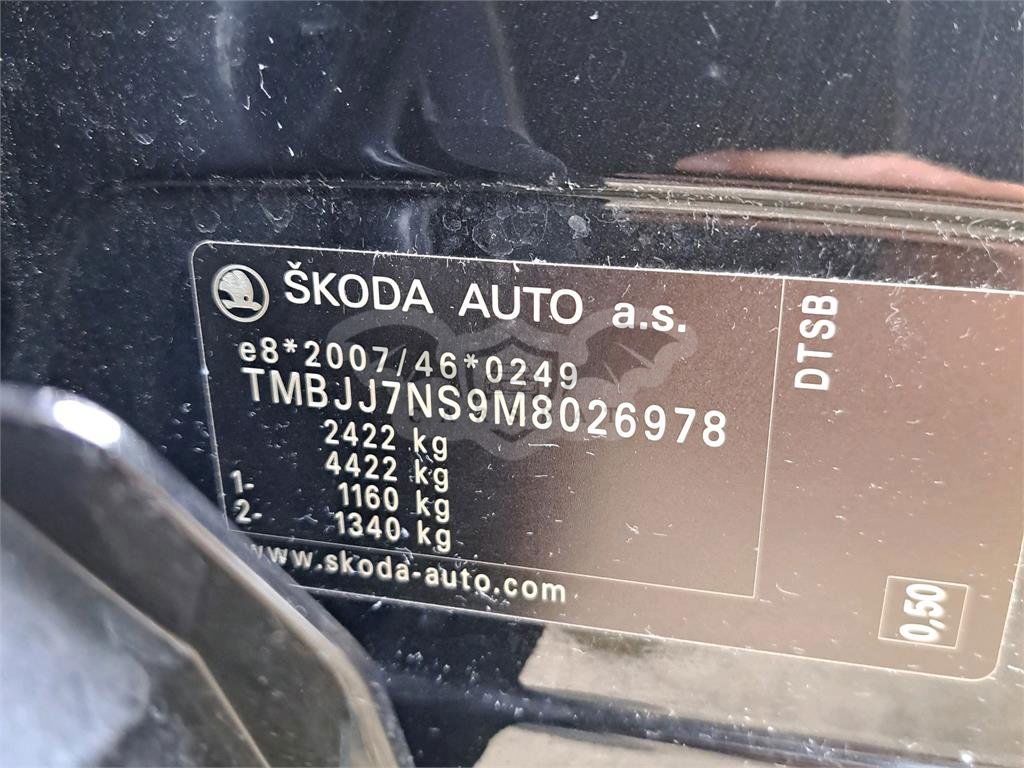 ŠKODA AUTO a.s.
e8*2007/46*0249
TMBJJ7NS9M8026978
2422 kg
4422 kg
1- 1160 kg
2- 1340 kg
www.skoda-auto.com
DTSB
0,50